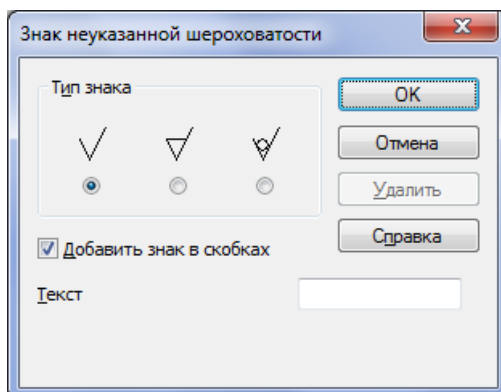 Знак неуказанной шероховатости
Тип знака
OK
Отмена
Удалить
Справка
Добавить знак в скобках
Текст